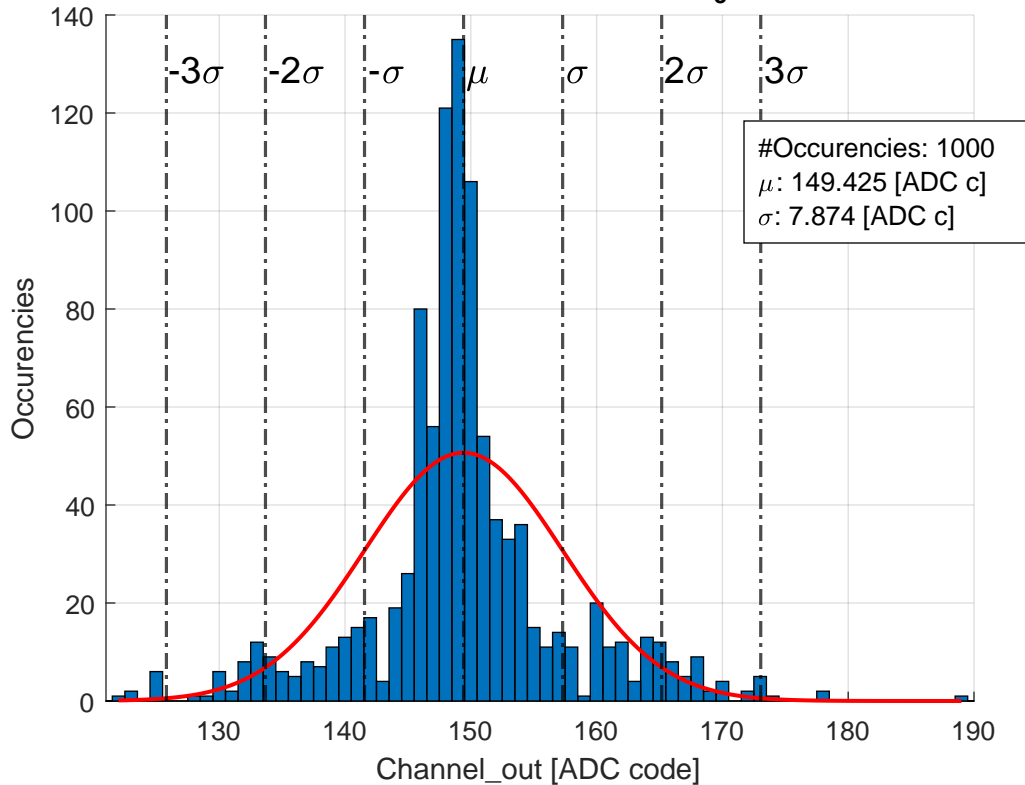 140
120
100
80
60
40
20
0
Occurencies
-3σ
-2σ
-σ
μ
σ
2σ
3σ
#Occurencies: 1000
μ: 149.425 [ADC c]
σ: 7.874 [ADC c]
130
140
150
160
170
180
190
Channel_out [ADC code]